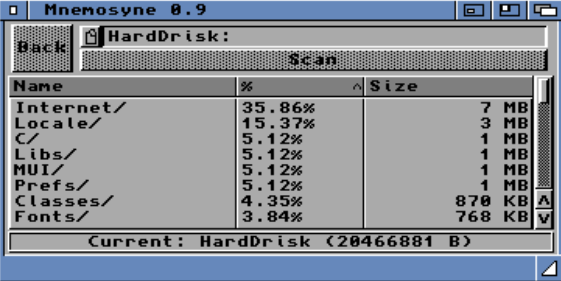 Mnemosyne 0.9
Back
HardDrisk:
Scan
Name % Size
Internet/ 35.86% 7 MB
Locale/ 15.37% 3 MB
C/ 5.12% 1 MB
Libs/ 5.12% 1 MB
MUI/ 5.12% 1 MB
Prefs/ 5.12% 1 MB
Classes/ 4.35% 870 KB
Fonts/ 3.84% 768 KB
Current: HardDrisk (20466881 B)